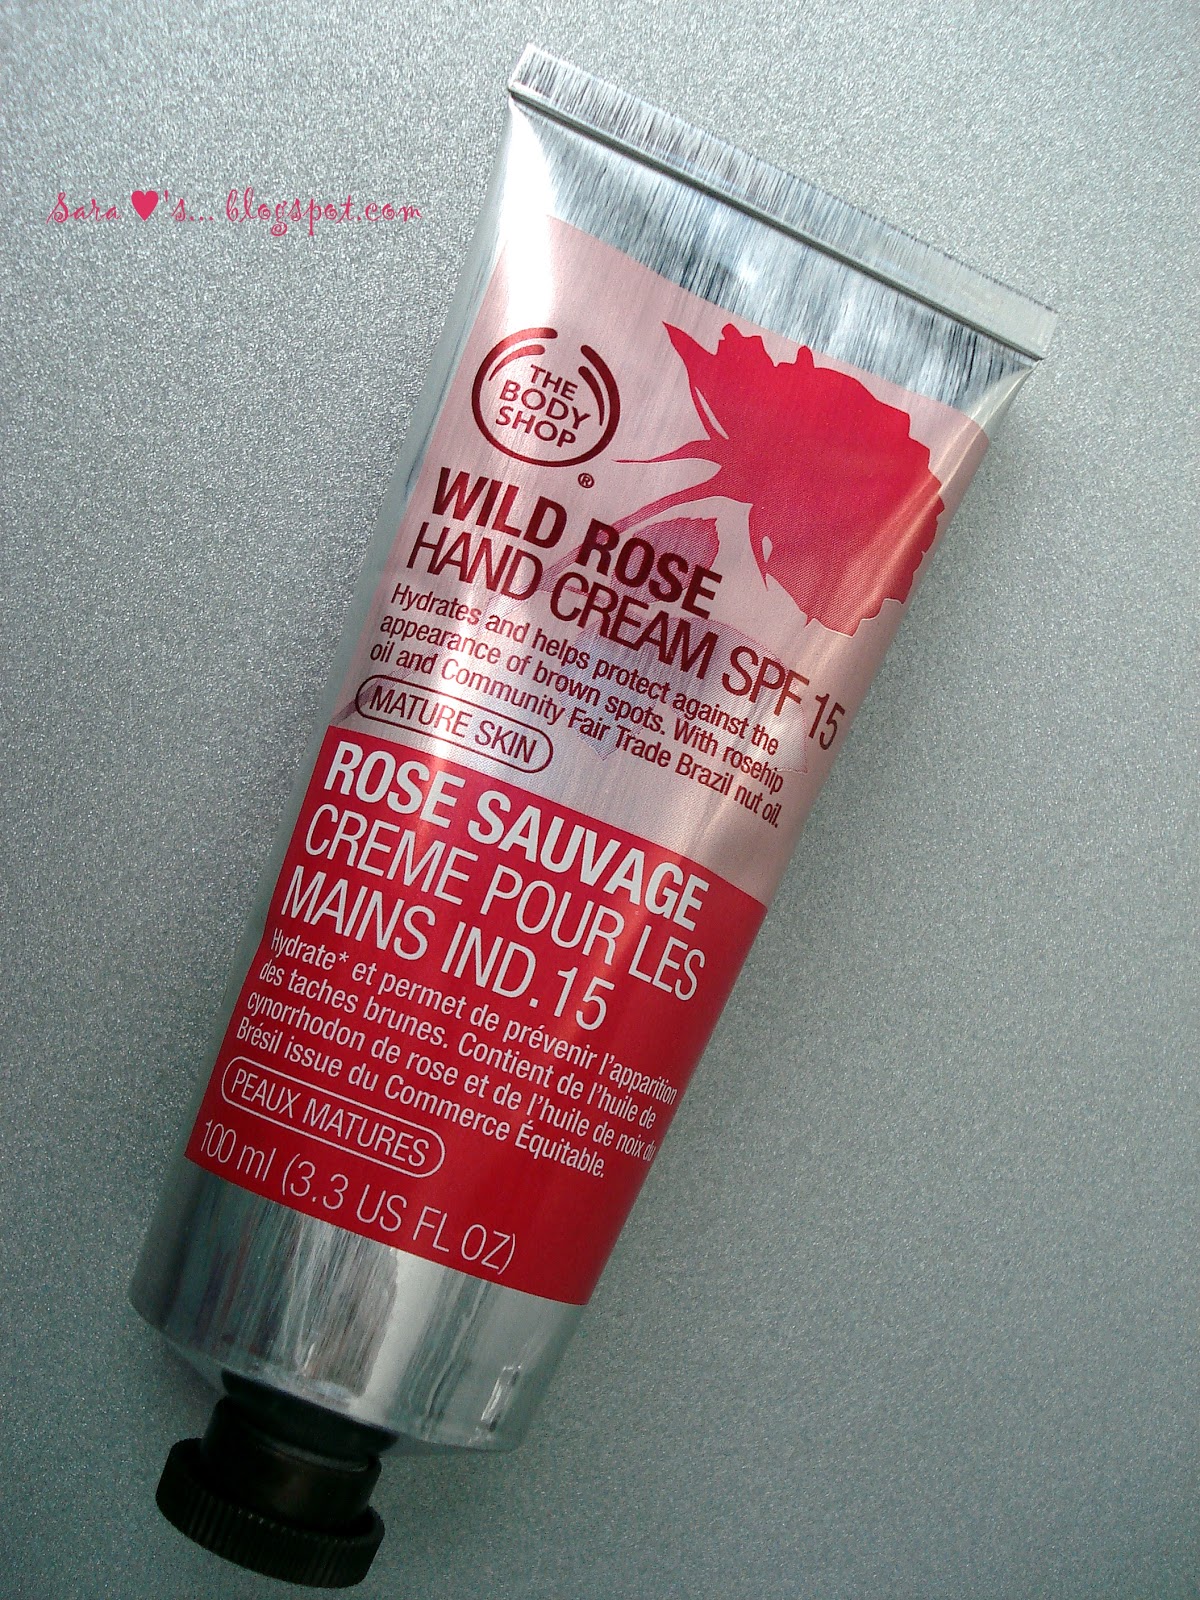 Sara ♥'s... blogspot.com
THE
BODY
SHOP
®
WILD ROSE
HAND CREAM SPF 15
Hydrates and helps protect against the
appearance of brown spots. With rosehip
oil and Community Fair Trade Brazil nut oil.
MATURE SKIN
ROSE SAUVAGE
CREME POUR LES
MAINS IND. 15
Hydrate* et permet de prévenir l'apparition
des taches brunes. Contient de l'huile de
cynorrhodon de rose et de l'huile de noix du
Brésil issue du Commerce Équitable.
PEAUX MATURES
100 ml (3.3 US FL OZ)